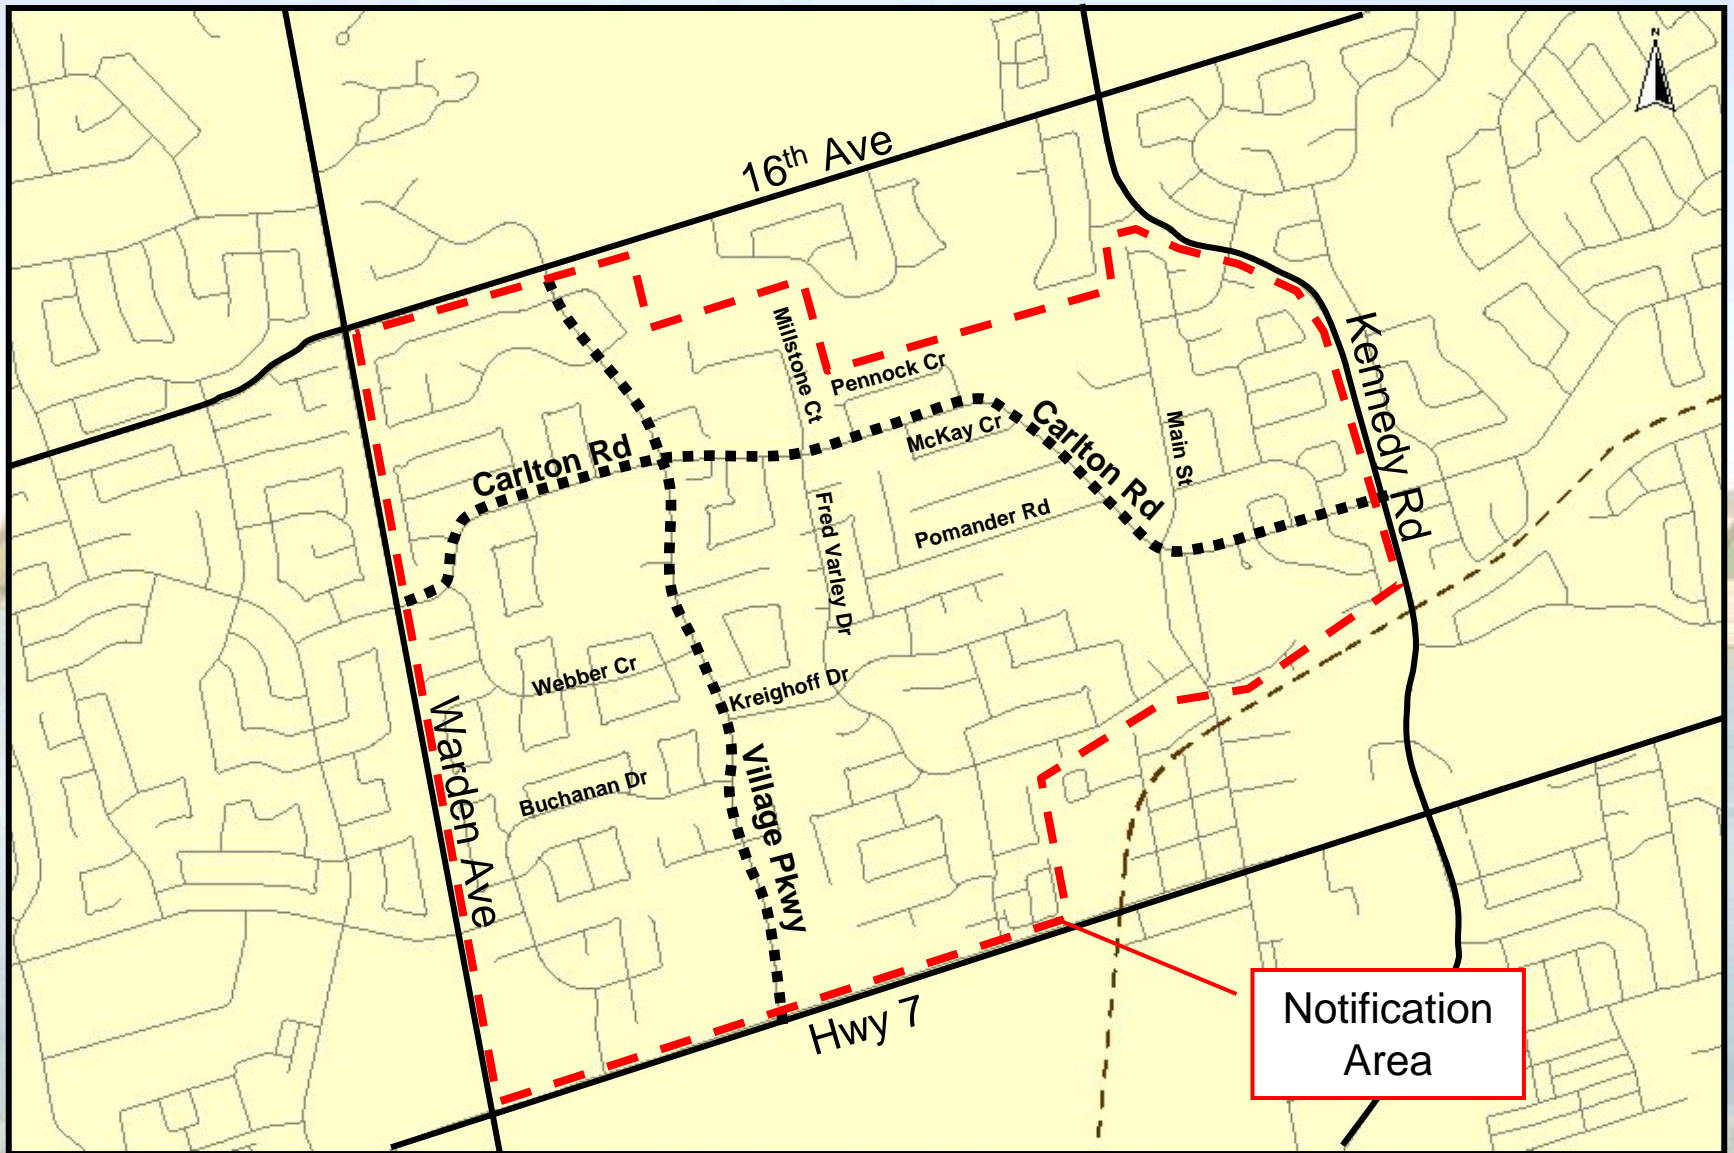 N
16th Ave
Kennedy Rd
Millstone Ct
Pennock Cr
Carlton Rd
McKay Cr
Carlton Rd
Main St
Fred Varley Dr
Pomander Rd
Webber Cr
Kreighoff Dr
Warden Ave
Village Pkwy
Buchanan Dr
Hwy 7
Notification
Area